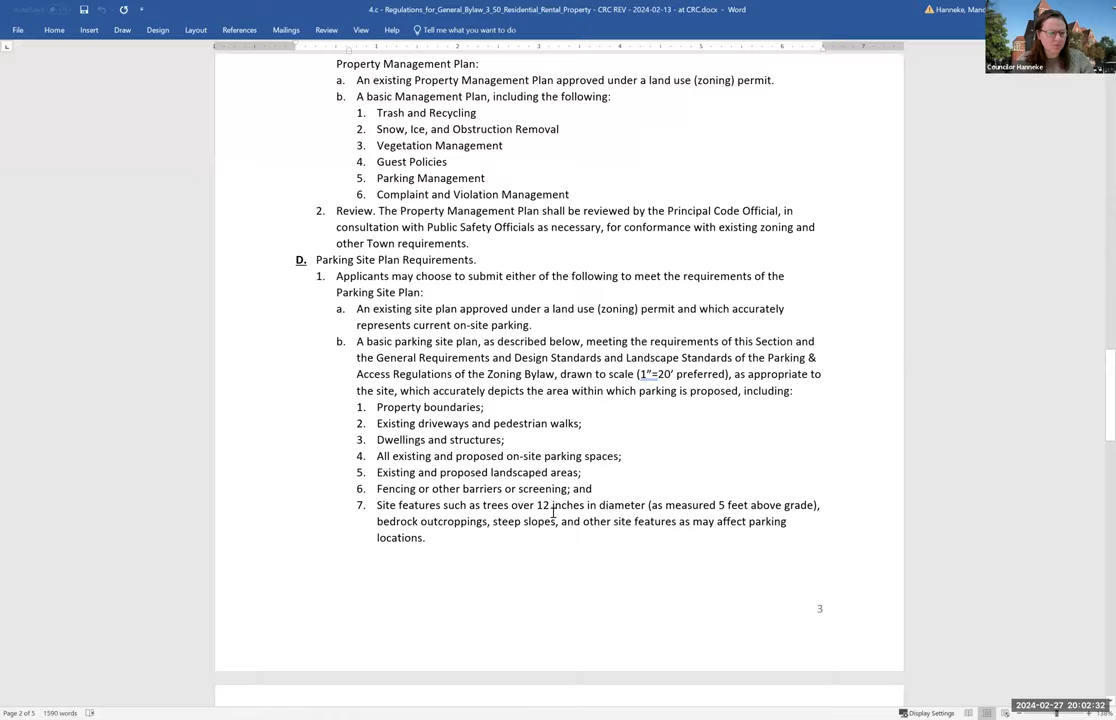 AutoSave
4.c - Regulations_for_General_Bylaw_3_50_Residential_Rental_Property - CRC REV - 2024-02-13 - at CRC.docx - Word
Hanneke, Manc
File Home Insert Draw Design Layout References Mailings Review View Help Tell me what you want to do
Councilor Hanneke
Property Management Plan:
a. An existing Property Management Plan approved under a land use (zoning) permit.
b. A basic Management Plan, including the following:
1. Trash and Recycling
2. Snow, Ice, and Obstruction Removal
3. Vegetation Management
4. Guest Policies
5. Parking Management
6. Complaint and Violation Management
2. Review. The Property Management Plan shall be reviewed by the Principal Code Official, in
consultation with Public Safety Officials as necessary, for conformance with existing zoning and
other Town requirements.
D. Parking Site Plan Requirements.
1. Applicants may choose to submit either of the following to meet the requirements of the
Parking Site Plan:
a. An existing site plan approved under a land use (zoning) permit and which accurately
represents current on-site parking.
b. A basic parking site plan, as described below, meeting the requirements of this Section and
the General Requirements and Design Standards and Landscape Standards of the Parking &
Access Regulations of the Zoning Bylaw, drawn to scale (1”=20’ preferred), as appropriate to
the site, which accurately depicts the area within which parking is proposed, including:
1. Property boundaries;
2. Existing driveways and pedestrian walks;
3. Dwellings and structures;
4. All existing and proposed on-site parking spaces;
5. Existing and proposed landscaped areas;
6. Fencing or other barriers or screening; and
7. Site features such as trees over 12 inches in diameter (as measured 5 feet above grade),
bedrock outcroppings, steep slopes, and other site features as may affect parking
locations.
3
Page 2 of 5 1590 words
Display Settings
2024-02-27 20:02:32